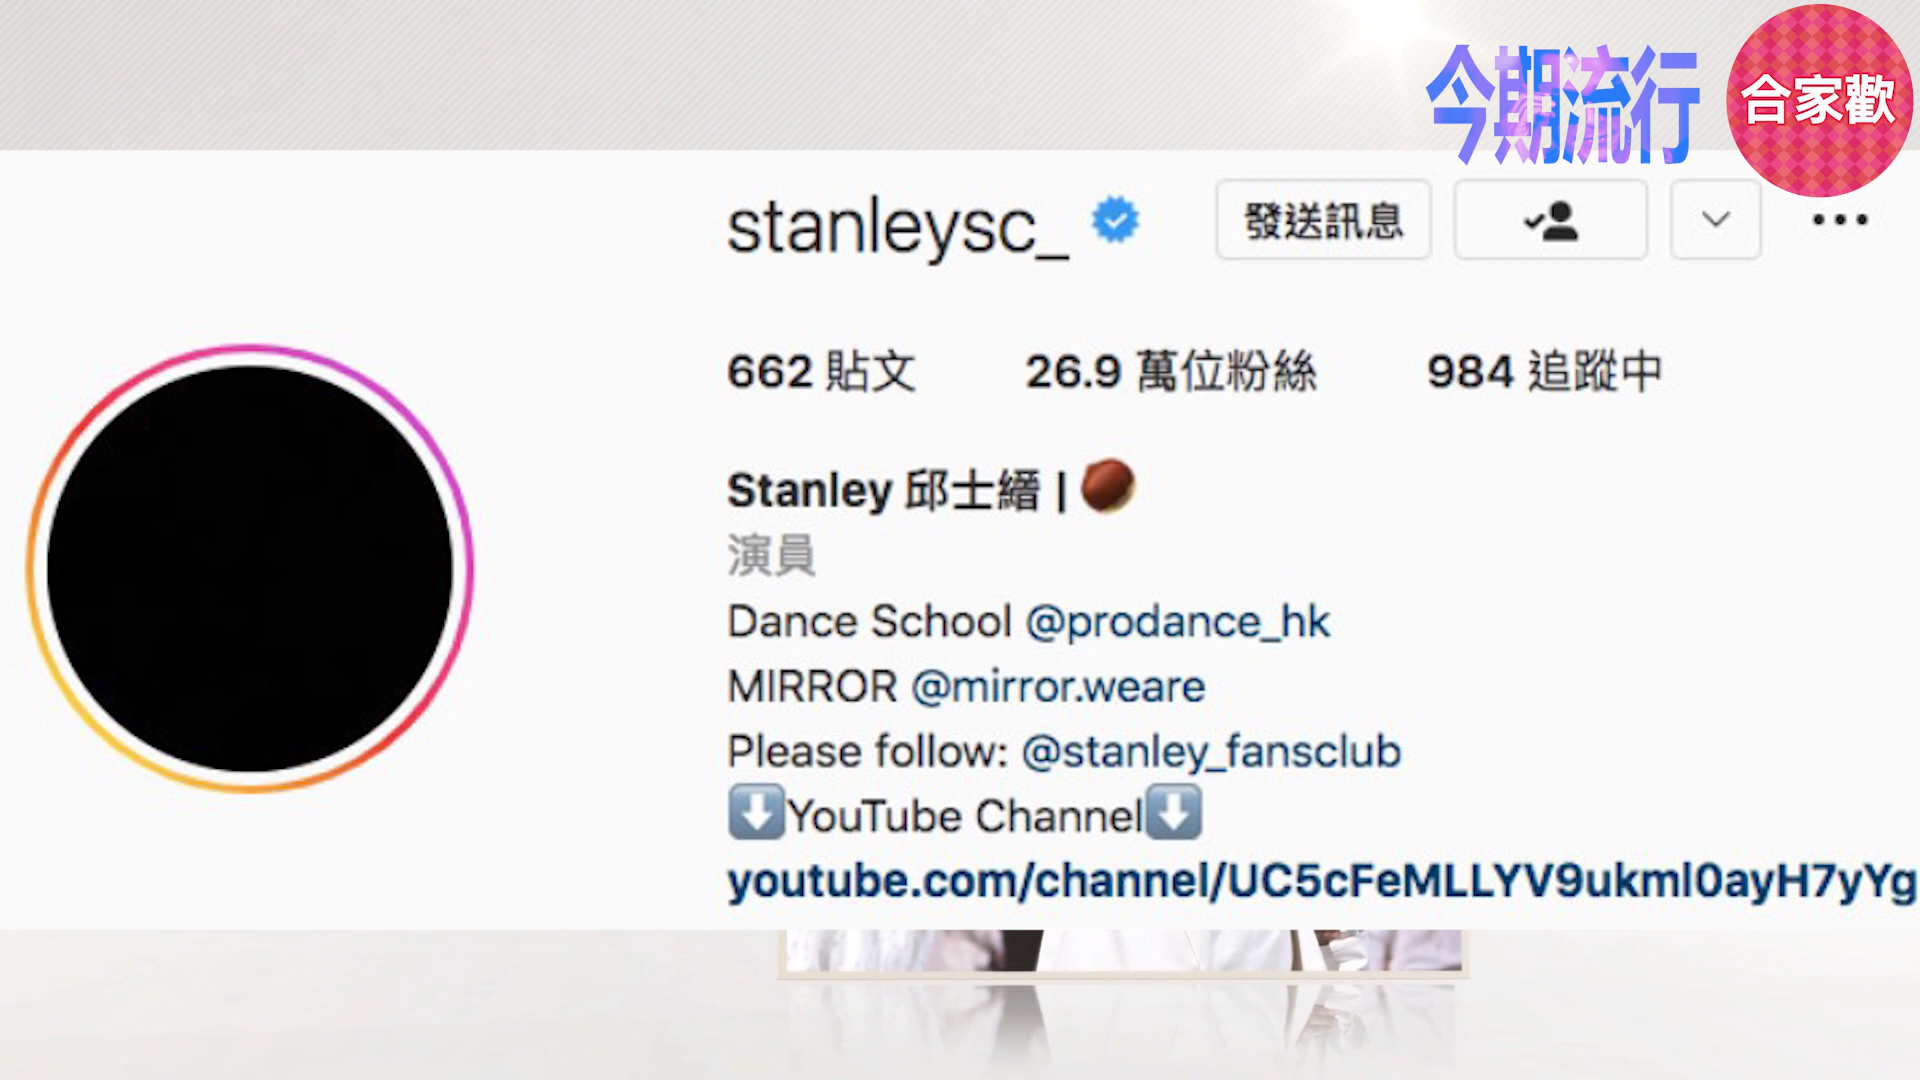 今期流行
合家歡
stanleysc_
發送訊息
662 貼文 26.9 萬位粉絲 984 追蹤中
Stanley 邱士縉 |
演員
Dance School @prodance_hk
MIRROR @mirror.weare
Please follow: @stanley_fansclub
⬇️YouTube Channel⬇️
youtube.com/channel/UC5cFeMLLYV9ukml0ayH7yYg